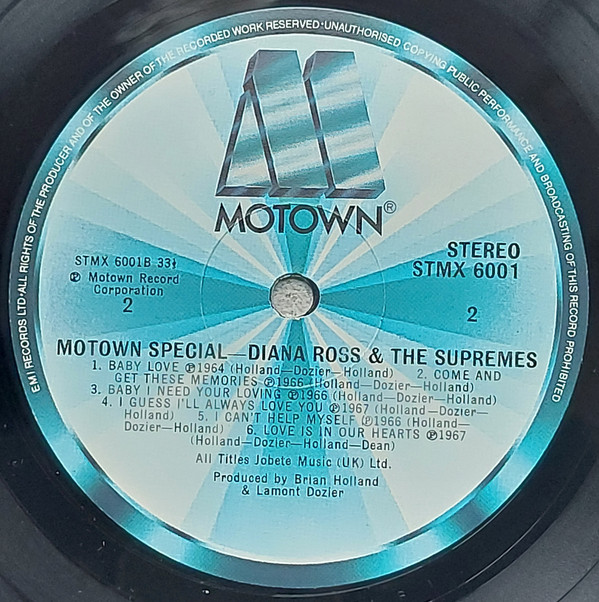 EMI RECORDS LTD·ALL RIGHTS OF THE PRODUCER AND OF THE OWNER OF THE RECORDED WORK RESERVED·UNAUTHORISED COPYING PUBLIC PERFORMANCE AND BROADCASTING OF THIS RECORD PROHIBITED
MOTOWN®
STEREO
STMX 6001B 33⅓
STMX 6001
℗ Motown Record
Corporation
2
2
MOTOWN SPECIAL—DIANA ROSS & THE SUPREMES
1. BABY LOVE ℗1964 (Holland—Dozier—Holland) 2. COME AND
GET THESE MEMORIES ℗1966 (Holland—Dozier—Holland)
3. BABY I NEED YOUR LOVING ℗1966 (Holland—Dozier—Holland)
4. I GUESS I'LL ALWAYS LOVE YOU ℗1967 (Holland—Dozier—
Holland) 5. I CAN'T HELP MYSELF ℗1966 (Holland—
Dozier—Holland) 6. LOVE IS IN OUR HEARTS ℗1967
(Holland—Dozier—Holland—Dean)
All Titles Jobete Music (UK) Ltd.
Produced by Brian Holland
& Lamont Dozier